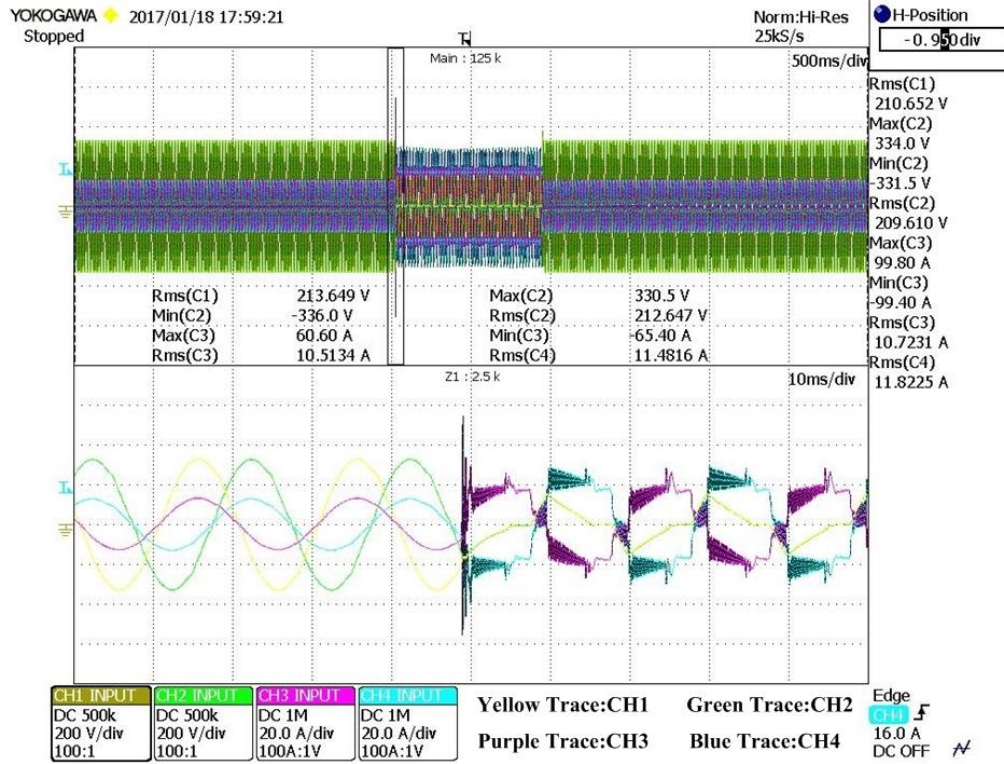 YOKOGAWA 2017/01/18 17:59:21 Norm:Hi-Res H-Position
Stopped 25kS/s -0.950div
Main : 125 k 500ms/div
Rms(C1)
210.652 V
Max(C2)
334.0 V
Min(C2)
-331.5 V
Rms(C2)
209.610 V
Max(C3)
99.80 A
Min(C3)
-99.40 A
Rms(C3)
10.7231 A
Rms(C4)
11.8225 A
Rms(C1) 213.649 V Max(C2) 330.5 V
Min(C2) -336.0 V Rms(C2) 212.647 V
Max(C3) 60.60 A Min(C3) -65.40 A
Rms(C3) 10.5134 A Rms(C4) 11.4816 A
Z1 : 2.5 k 10ms/div
CH1 INPUT CH2 INPUT CH3 INPUT CH4 INPUT
DC 500k DC 500k DC 1M DC 1M
200 V/div 200 V/div 20.0 A/div 20.0 A/div
100:1 100:1 100A:1V 100A:1V
Yellow Trace:CH1 Green Trace:CH2
Purple Trace:CH3 Blue Trace:CH4
Edge
CH4
16.0 A
DC OFF